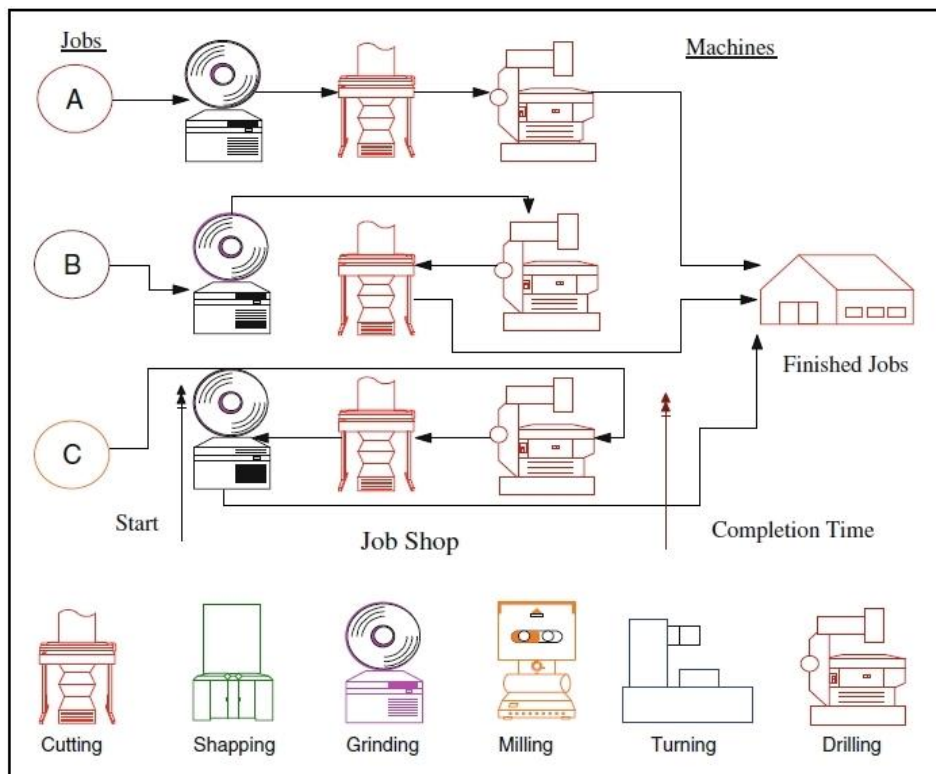 Jobs
Machines
A
B
Finished Jobs
C
Start
Job Shop
Completion Time
Cutting
Shapping
Grinding
Milling
Turning
Drilling